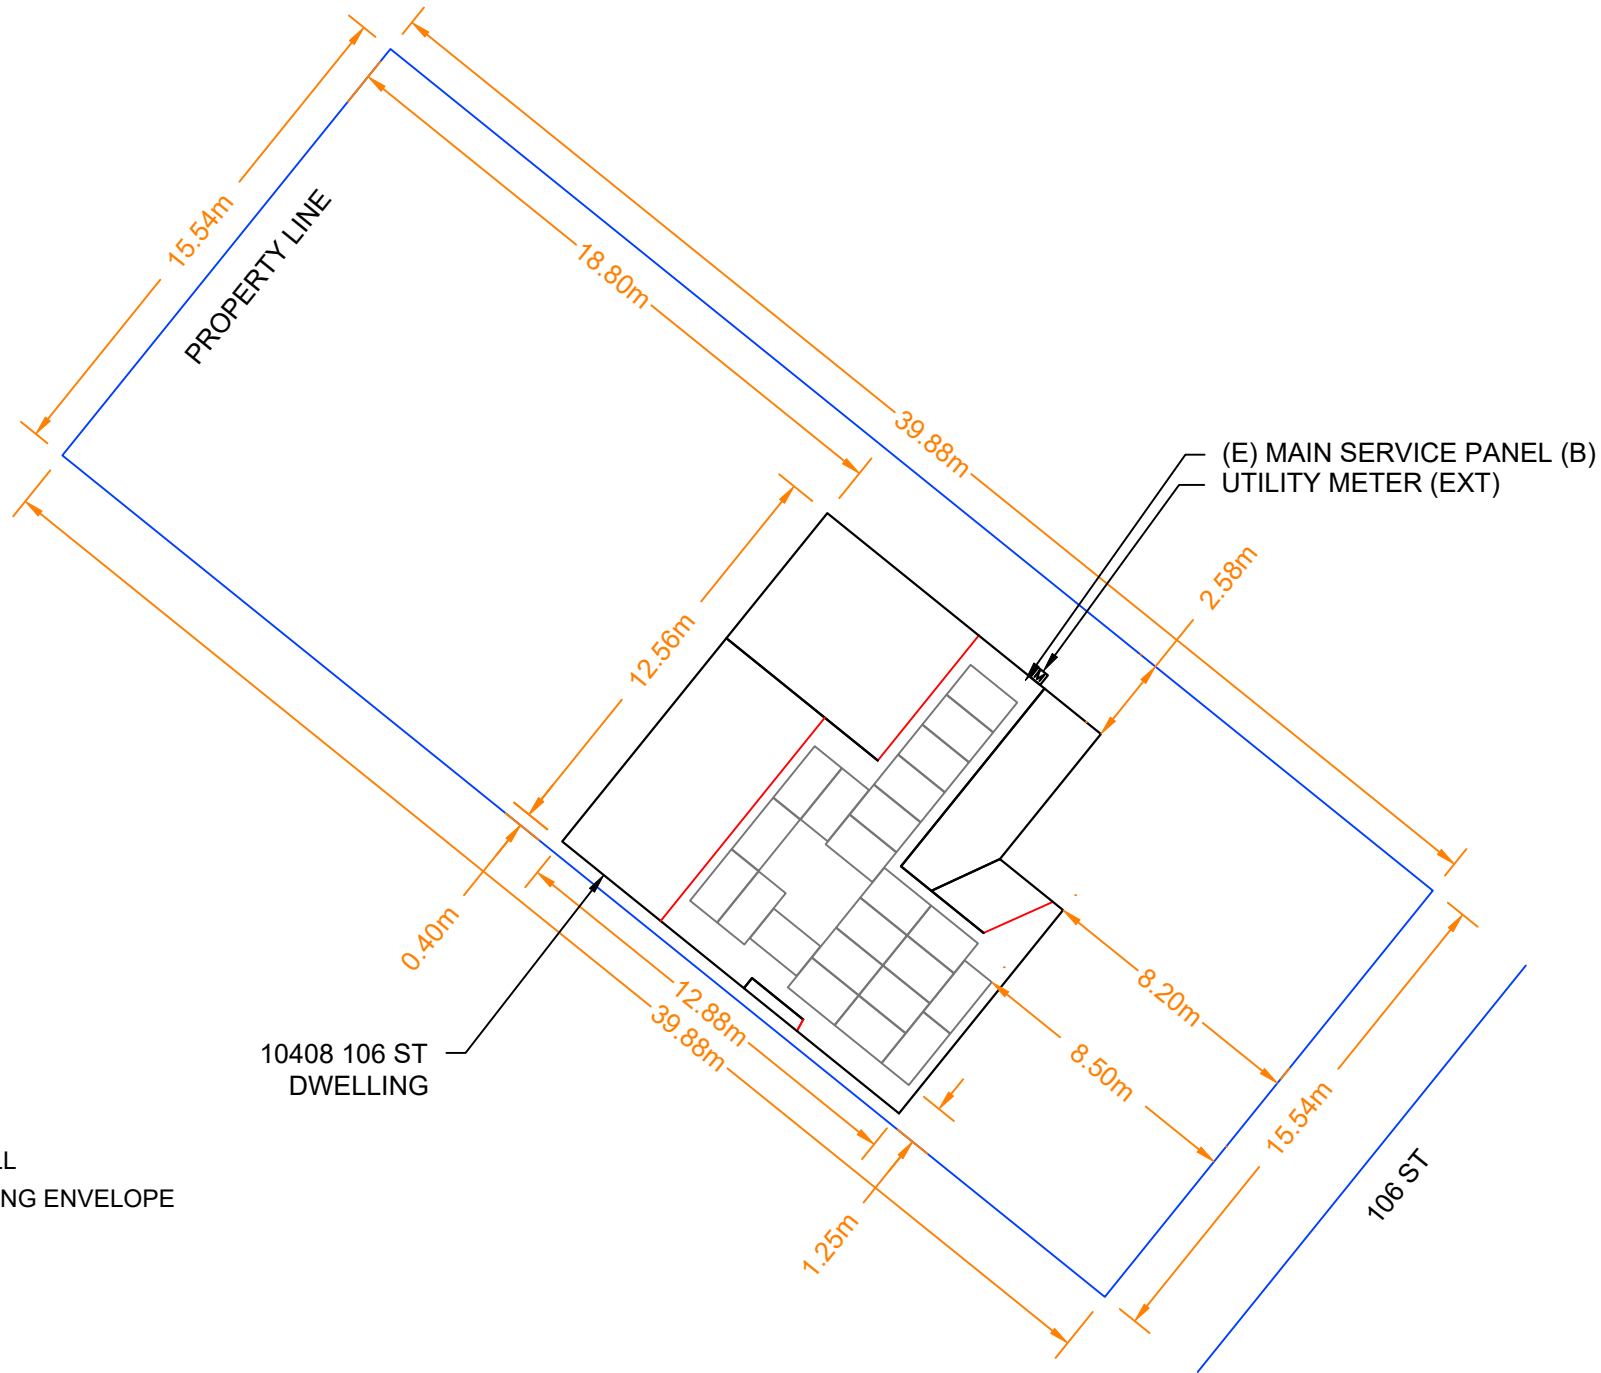 15.54m
PROPERTY LINE
18.80m
39.88m
(E) MAIN SERVICE PANEL (B)
UTILITY METER (EXT)
2.58m
12.56m
M
0.40m
12.88m
39.88m
8.20m
8.50m
15.54m
10408 106 ST
DWELLING
106 ST
NG ENVELOPE
1.25m